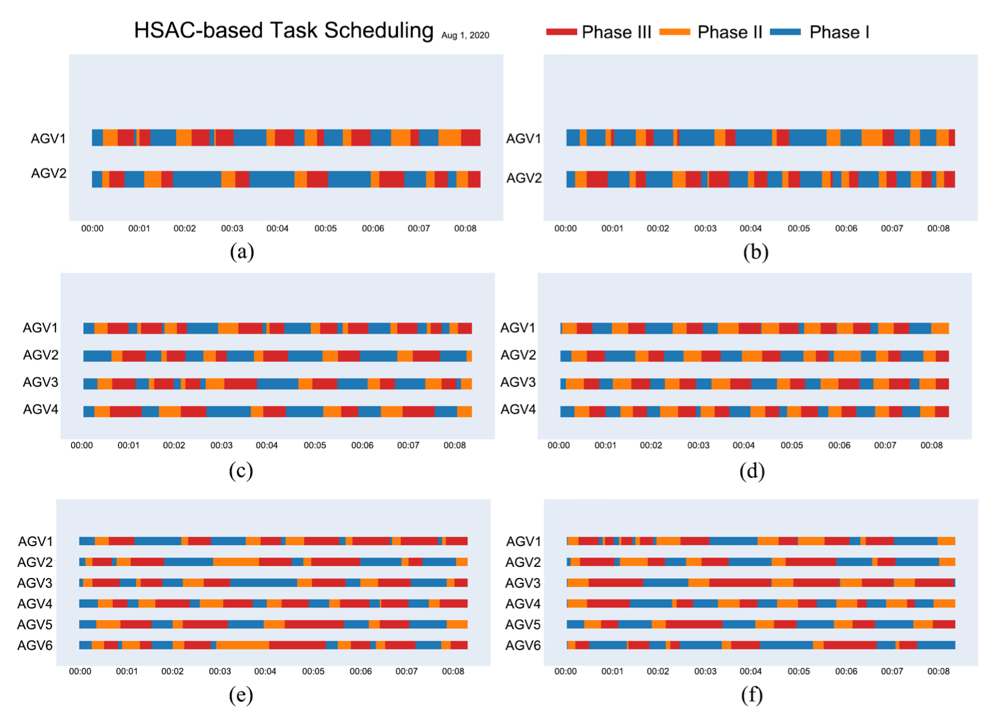 HSAC-based Task Scheduling Aug 1, 2020
Phase III Phase II Phase I
AGV1
AGV2
00:00 00:01 00:02 00:03 00:04 00:05 00:06 00:07 00:08
(a)
AGV1
AGV2
00:00 00:01 00:02 00:03 00:04 00:05 00:06 00:07 00:08
(b)
AGV1
AGV2
AGV3
AGV4
00:00 00:01 00:02 00:03 00:04 00:05 00:06 00:07 00:08
(c)
AGV1
AGV2
AGV3
AGV4
00:00 00:01 00:02 00:03 00:04 00:05 00:06 00:07 00:08
(d)
AGV1
AGV2
AGV3
AGV4
AGV5
AGV6
00:00 00:01 00:02 00:03 00:04 00:05 00:06 00:07 00:08
(e)
AGV1
AGV2
AGV3
AGV4
AGV5
AGV6
00:00 00:01 00:02 00:03 00:04 00:05 00:06 00:07 00:08
(f)